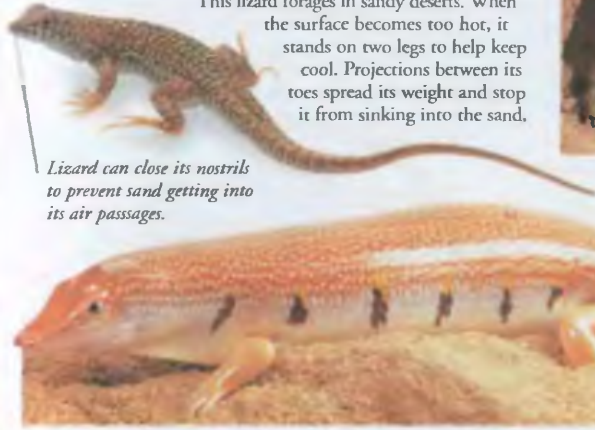 This lizard forages in sandy deserts. When
the surface becomes too hot, it
stands on two legs to help keep
cool. Projections between its
toes spread its weight and stop
it from sinking into the sand.
Lizard can close its nostrils
to prevent sand getting into
its air passsages.